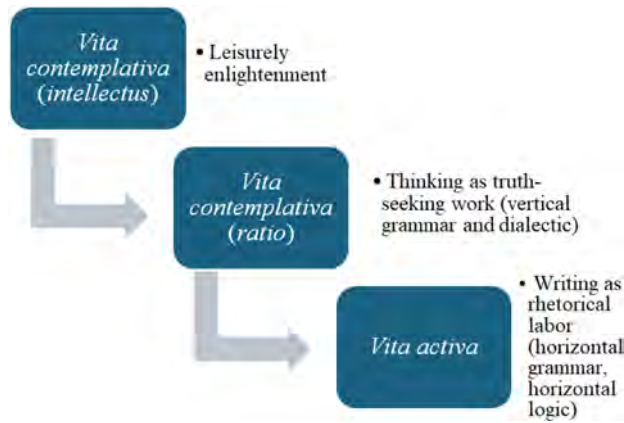 Vita
contemplativa
(intellectus)
• Leisurely
enlightenment
Vita
contemplativa
(ratio)
• Thinking as truth-
seeking work (vertical
grammar and dialectic)
Vita activa
• Writing as
rhetorical
labor
(horizontal
grammar,
horizontal
logic)